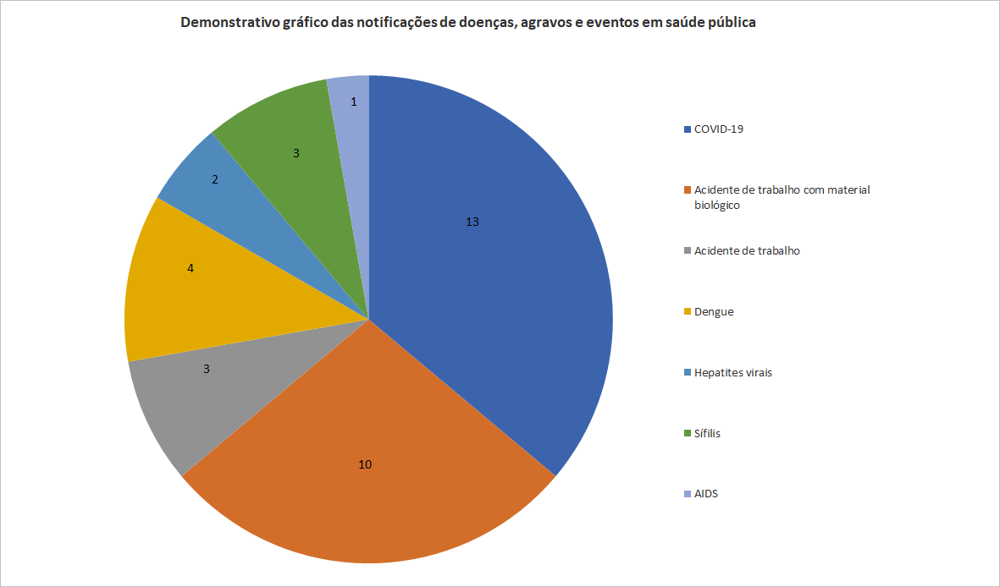 Demonstrativo gráfico das notificações de doenças, agravos e eventos em saúde pública
1
3
2
13
4
3
10
COVID-19
Acidente de trabalho com material
biológico
Acidente de trabalho
Dengue
Hepatites virais
Sífilis
AIDS